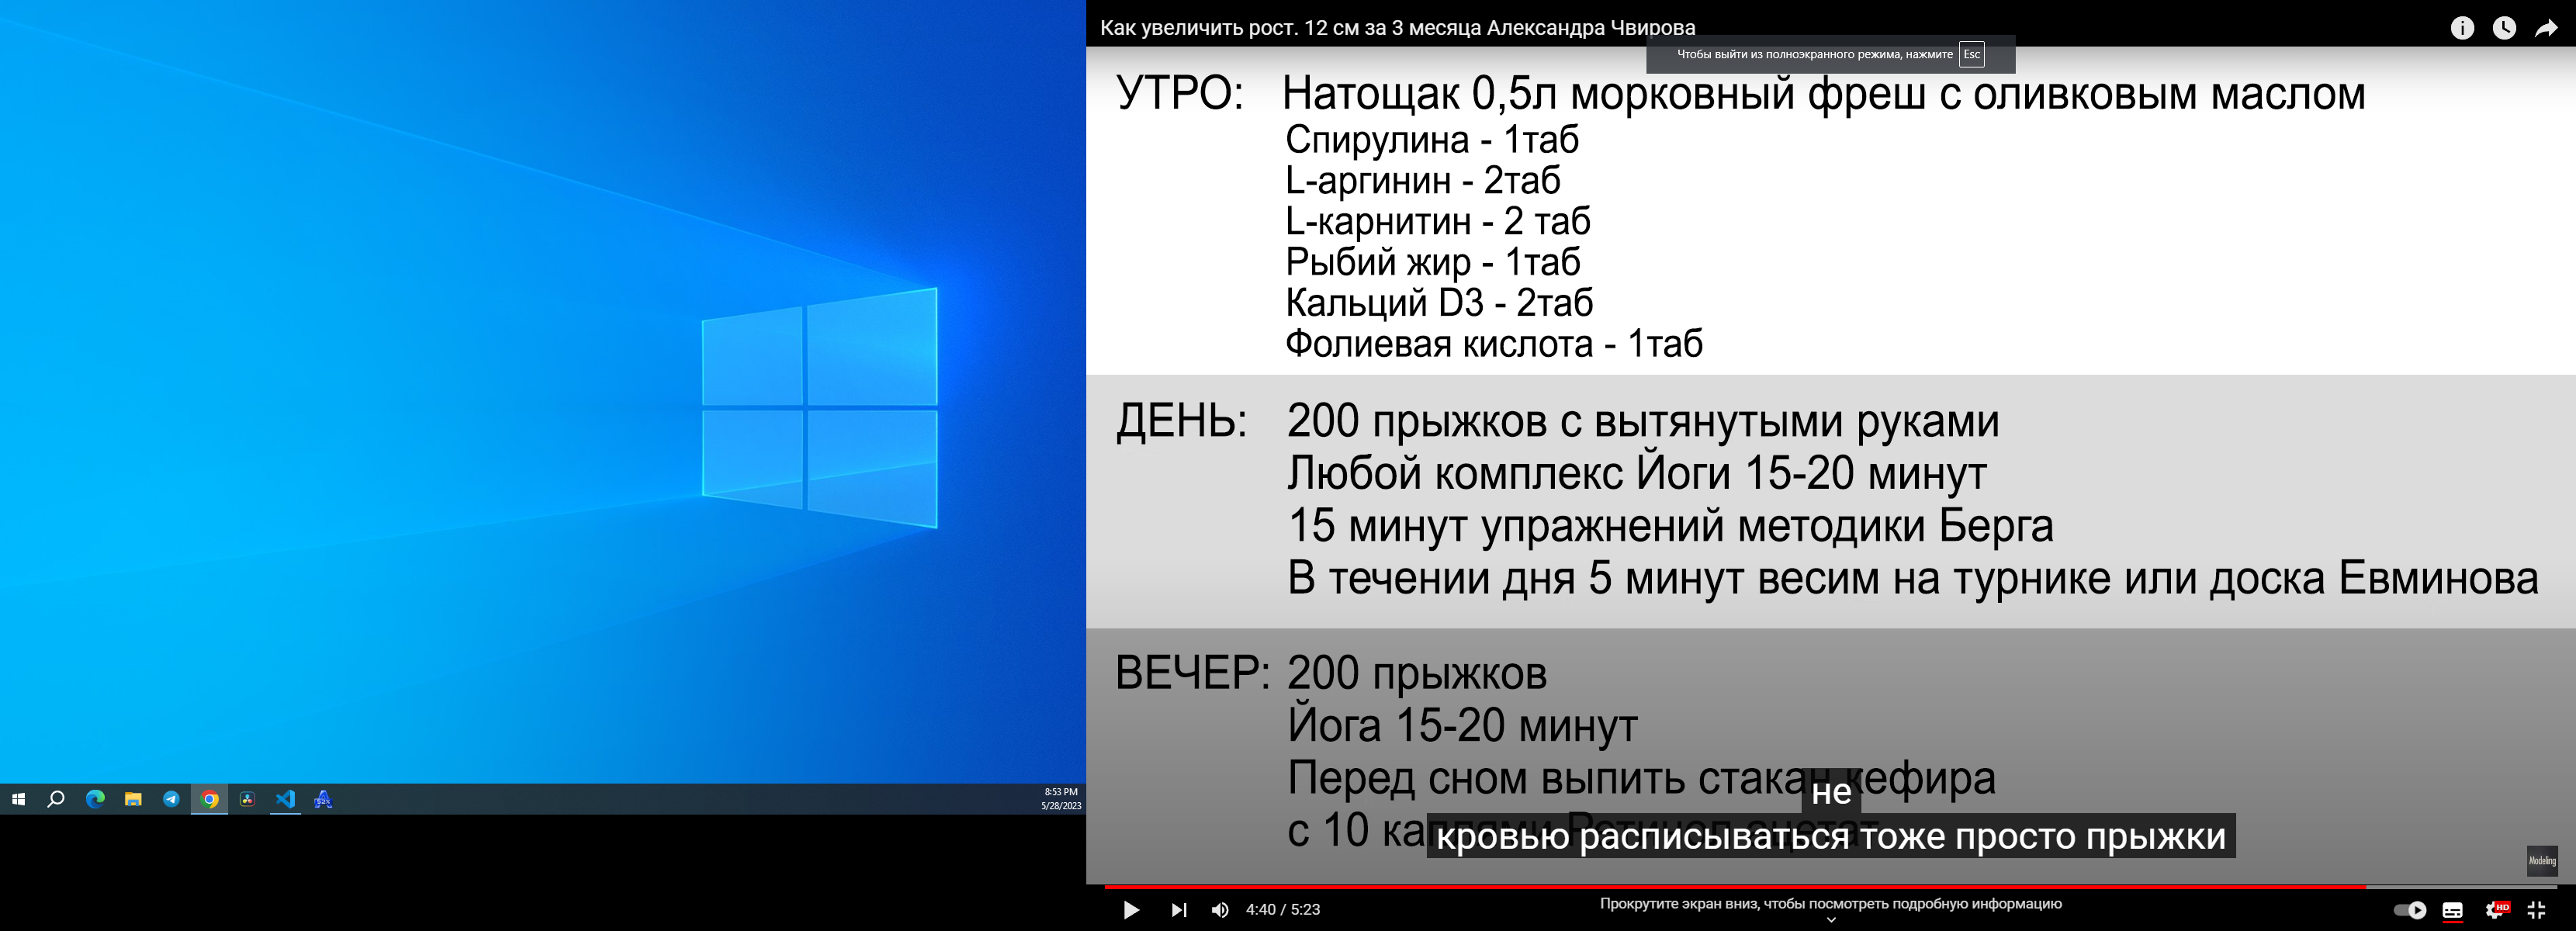 8:53 PM
5/28/2023
Как увеличить рост. 12 см за 3 месяца Александра Чвирова
Чтобы выйти из полноэкранного режима, нажмите Esc
УТРО: Натощак 0,5л морковный фреш с оливковым маслом
Спирулина - 1таб
L-аргинин - 2таб
L-карнитин - 2 таб
Рыбий жир - 1таб
Кальций D3 - 2таб
Фолиевая кислота - 1таб
ДЕНЬ: 200 прыжков с вытянутыми руками
Любой комплекс Йоги 15-20 минут
15 минут упражнений методики Берга
В течении дня 5 минут весим на турнике или доска Евминова
ВЕЧЕР: 200 прыжков
Йога 15-20 минут
Перед сном выпить стакан кефира
с 10 каплями Ретинол ацетат
не
кровью расписываться тоже просто прыжки
Modeling
4:40 / 5:23
Прокрутите экран вниз, чтобы посмотреть подробную информацию
HD